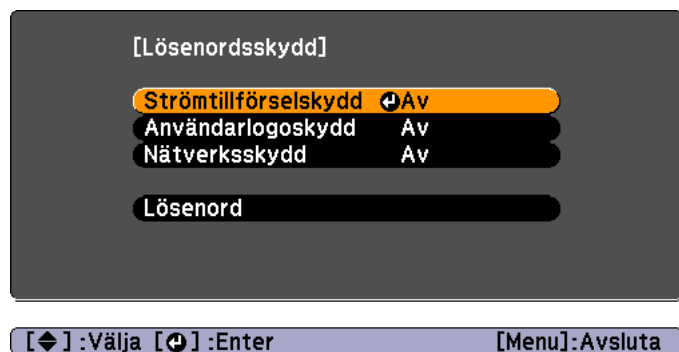 [Lösenordsskydd]
Strömtillförselskydd Av
Användarlogoskydd Av
Nätverksskydd Av
Lösenord
[◆] :Välja [↵] :Enter [Menu]:Avsluta